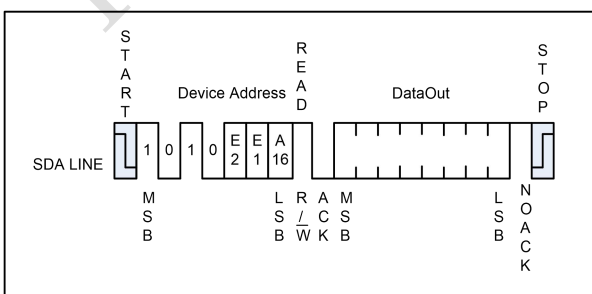 START
READ
STOP
Device Address
DataOut
SDA LINE
1 0 1 0 E2 E1 A16
MSB
LSB
R/W
ACK
MSB
LSB
NOACK